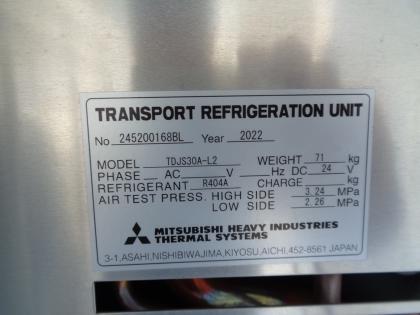 TRANSPORT REFRIGERATION UNIT
No 245200168BL Year 2022
MODEL TDJS30A-L2 WEIGHT 71 kg
PHASE AC V Hz DC 24 V
REFRIGERANT R404A CHARGE kg
AIR TEST PRESS. HIGH SIDE 3.24 MPa
LOW SIDE 2.26 MPa
MITSUBISHI HEAVY INDUSTRIES
THERMAL SYSTEMS
3-1, ASAHI, NISHIBIWAJIMA, KIYOSU, AICHI, 452-8561 JAPAN